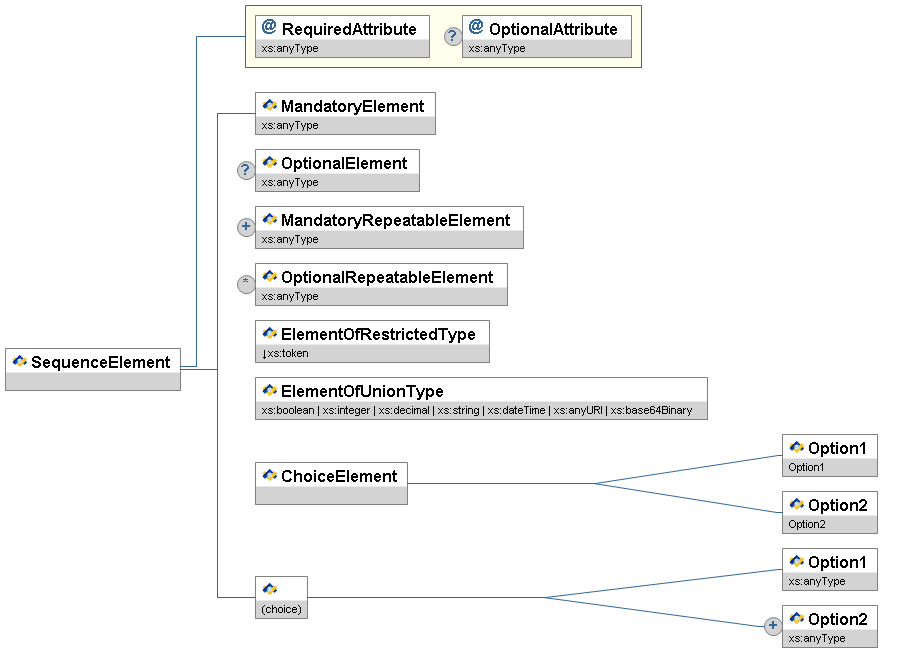 @ RequiredAttribute
xs:anyType
? @ OptionalAttribute
xs:anyType
MandatoryElement
xs:anyType
? OptionalElement
xs:anyType
+ MandatoryRepeatableElement
xs:anyType
* OptionalRepeatableElement
xs:anyType
ElementOfRestrictedType
↓xs:token
SequenceElement
ElementOfUnionType
xs:boolean | xs:integer | xs:decimal | xs:string | xs:dateTime | xs:anyURI | xs:base64Binary
ChoiceElement
Option1
Option1
Option2
Option2
(choice)
Option1
xs:anyType
+ Option2
xs:anyType